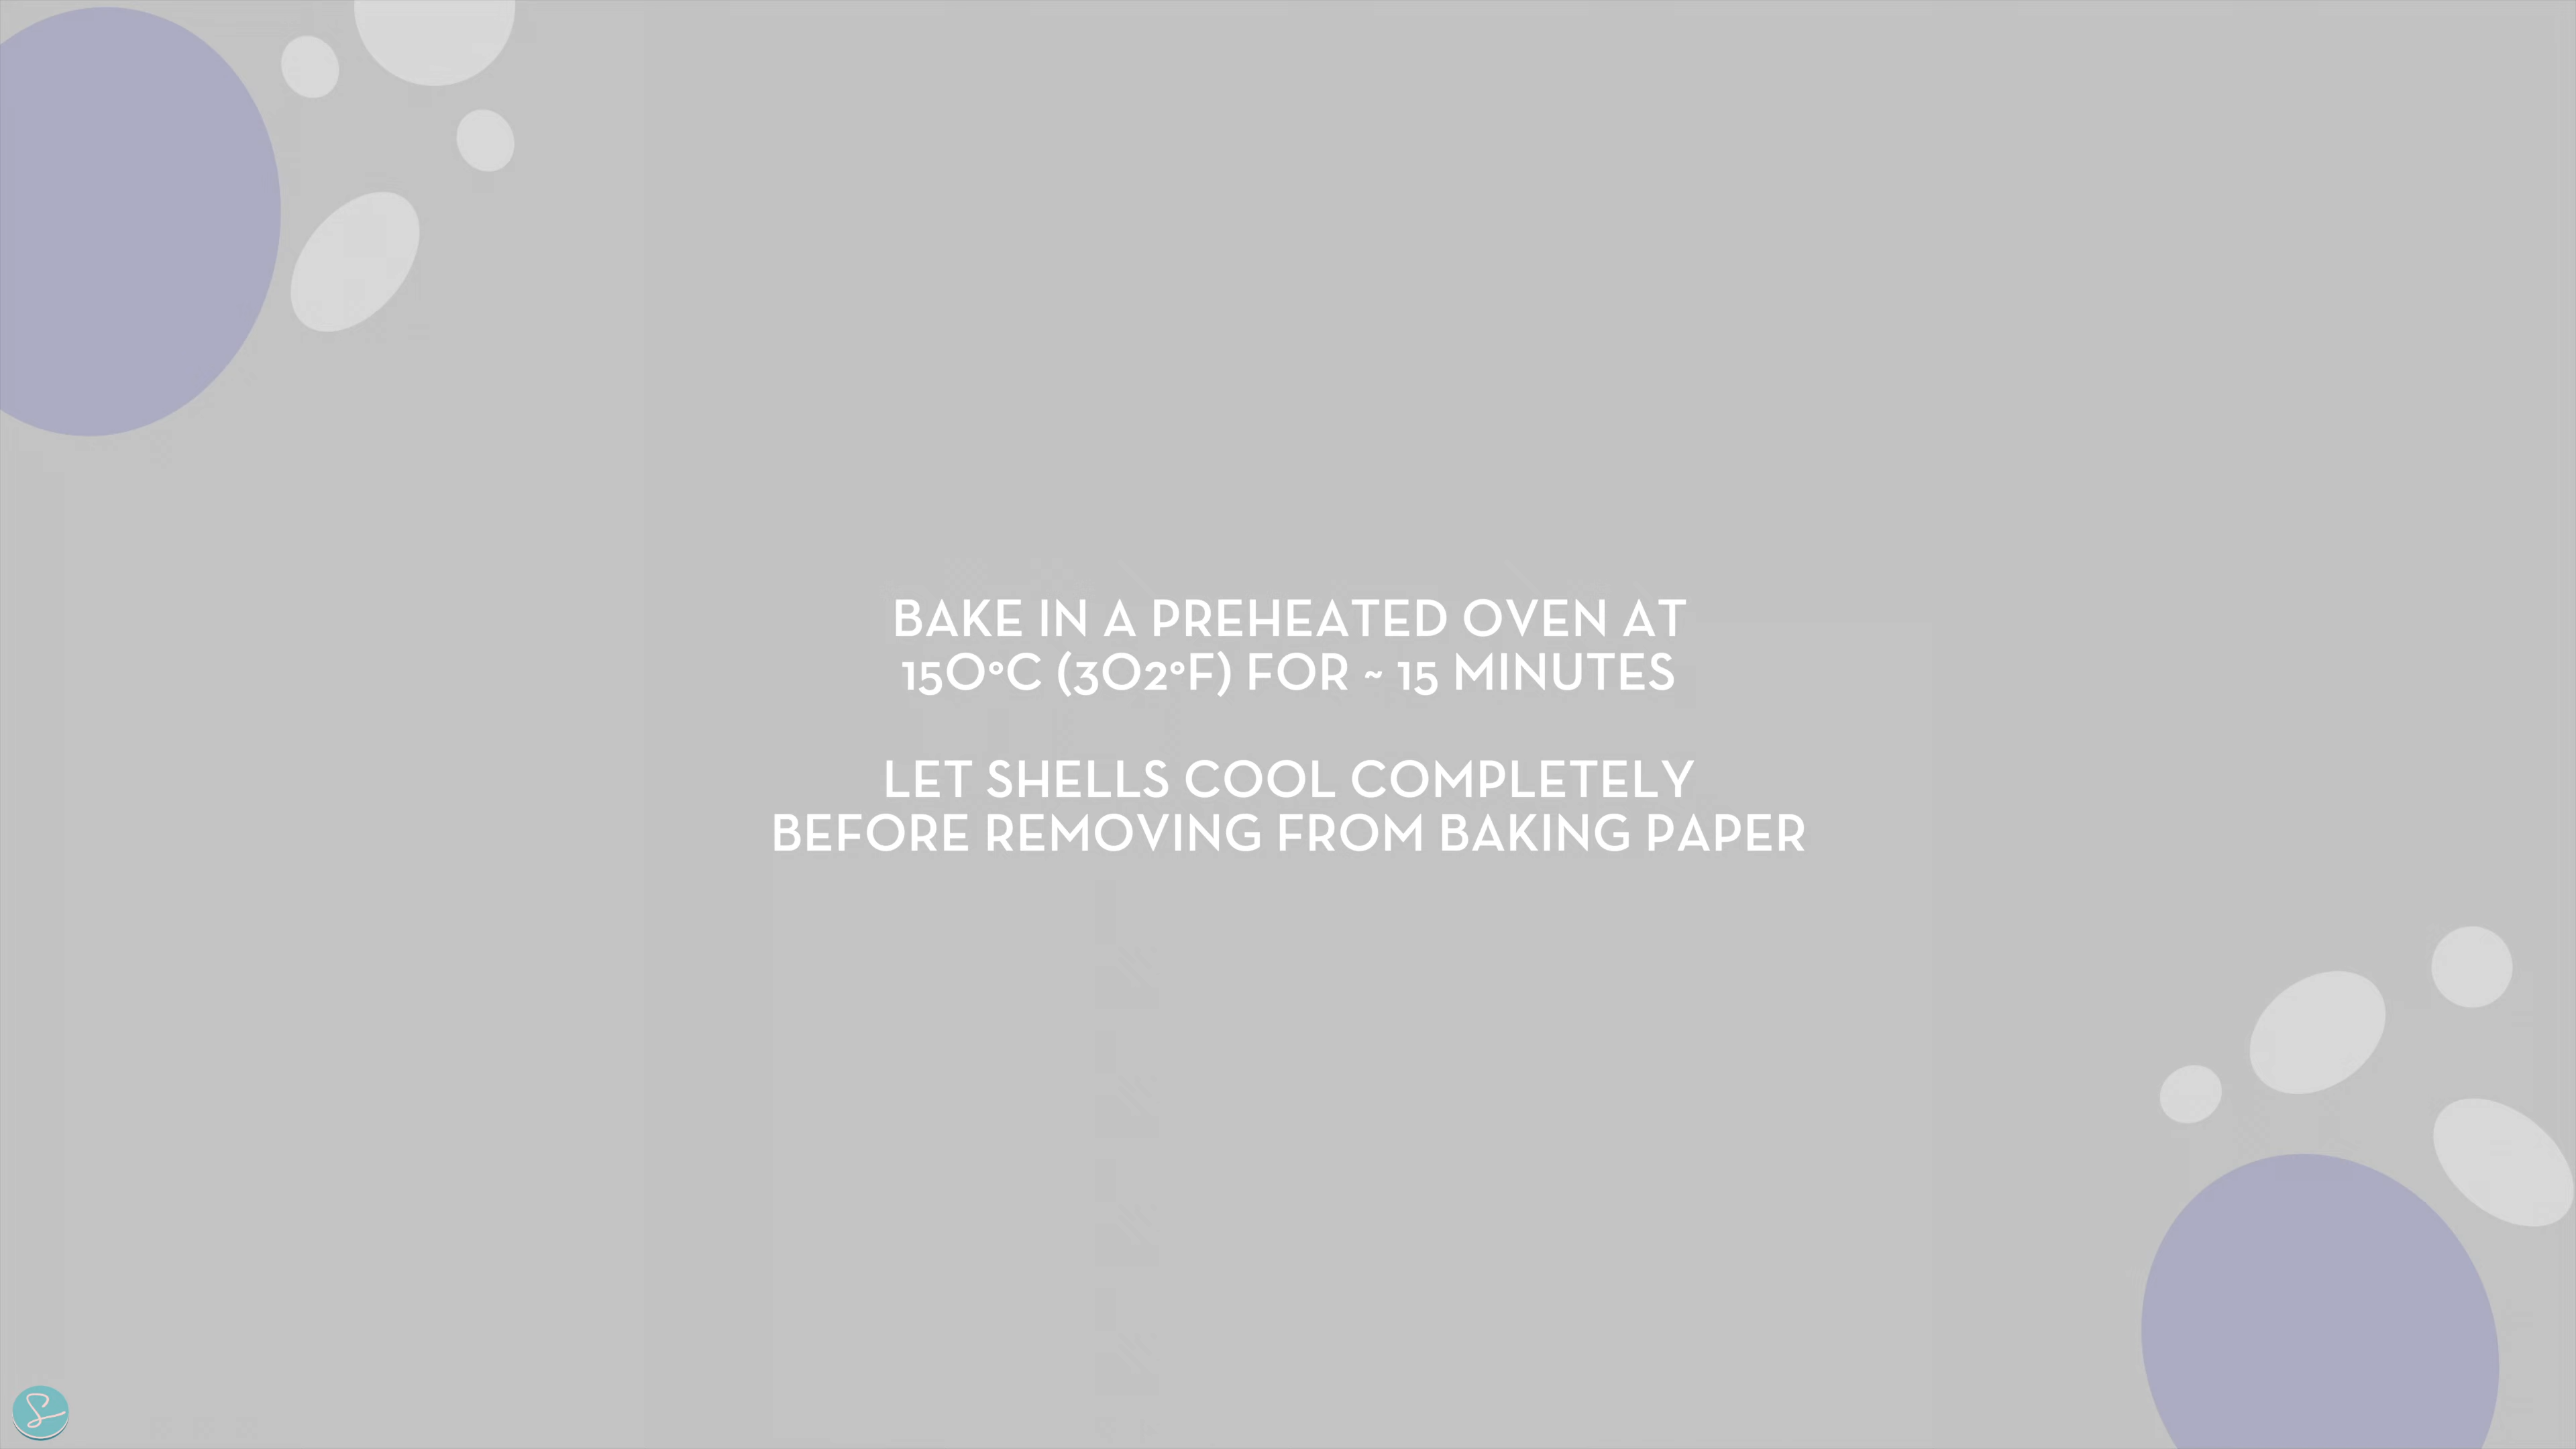 BAKE IN A PREHEATED OVEN AT
150°C (302°F) FOR ~ 15 MINUTES
LET SHELLS COOL COMPLETELY
BEFORE REMOVING FROM BAKING PAPER
S